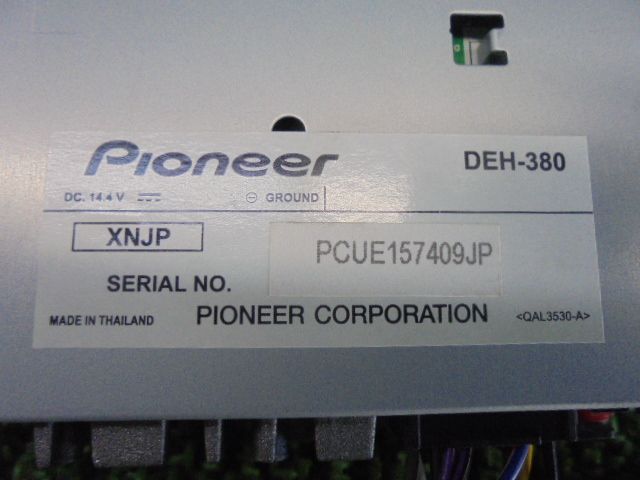 Pioneer DEH-380
DC. 14.4 V ⎓ ⊖ GROUND
XNJP
SERIAL NO. PCUE157409JP
MADE IN THAILAND PIONEER CORPORATION <QAL3530-A>